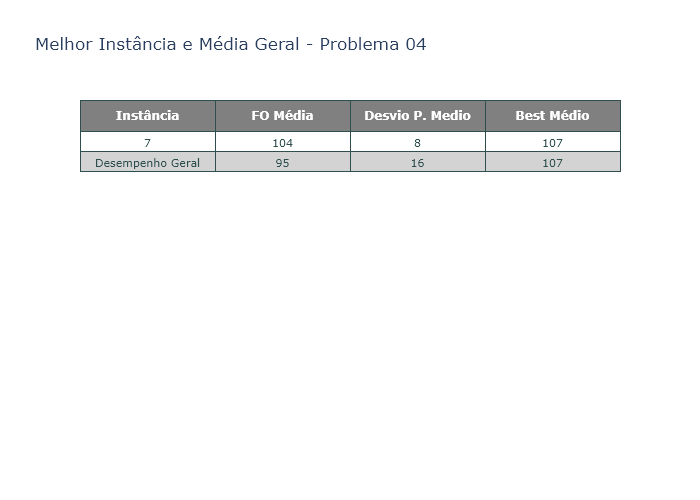 Melhor Instância e Média Geral - Problema 04
Instância FO Média Desvio P. Medio Best Médio
7 104 8 107
Desempenho Geral 95 16 107